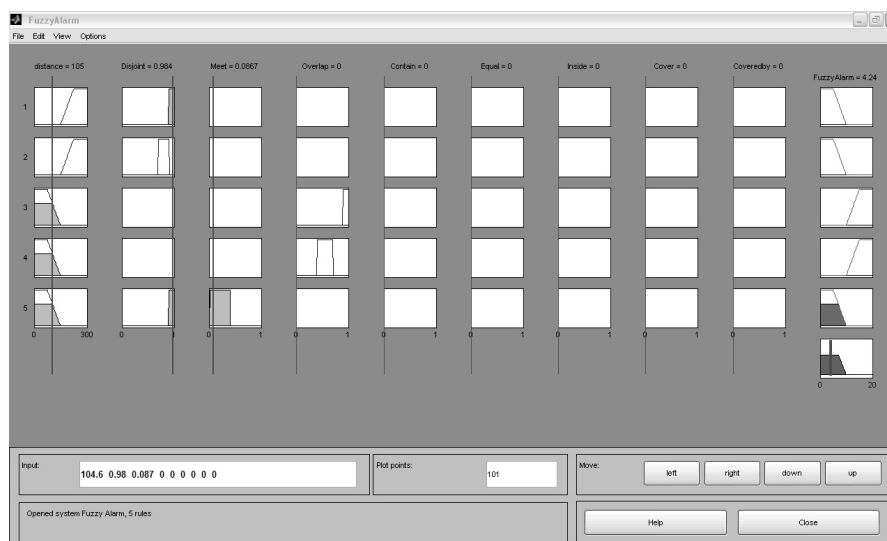 FuzzyAlarm
File Edit View Options
distance = 105 Disjoint = 0.984 Meet = 0.0867 Overlap = 0 Contain = 0 Equal = 0 Inside = 0 Cover = 0 Coveredby = 0 FuzzyAlarm = 4.24
1
2
3
4
5
0 300 0 1 0 1 0 1 0 1 0 1 0 1 0 1 0 1
0 20
Input: 104.6 0.98 0.087 0 0 0 0 0 0
Plot points: 101
Move: left right down up
Opened system Fuzzy Alarm, 5 rules
Help Close